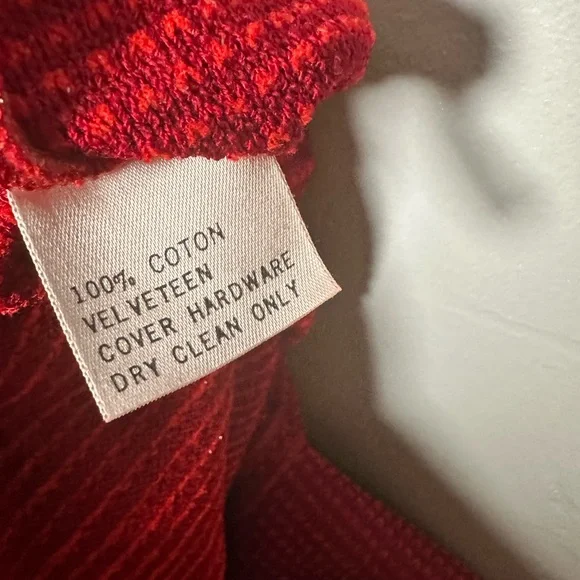 100% COTON
VELVETEEN
COVER HARDWARE
DRY CLEAN ONLY